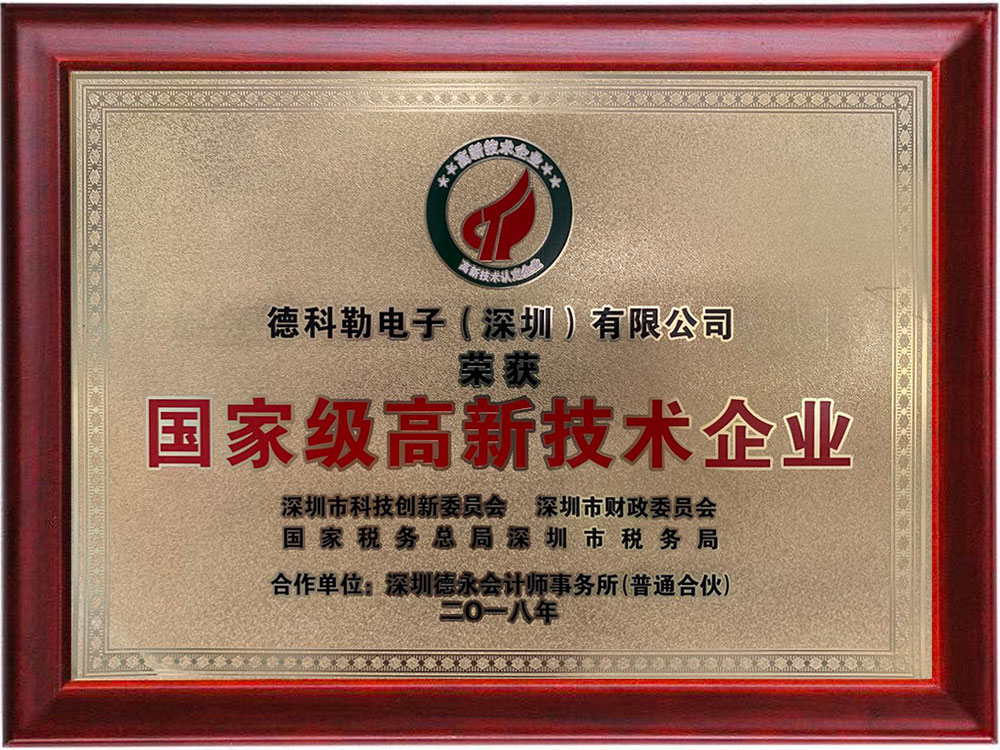 高新技术企业
高新技术认定企业
德科勒电子（深圳）有限公司
荣获
国家级高新技术企业
深圳市科技创新委员会 深圳市财政委员会
国家税务总局深圳市税务局
合作单位：深圳德永会计师事务所(普通合伙)
二〇一八年